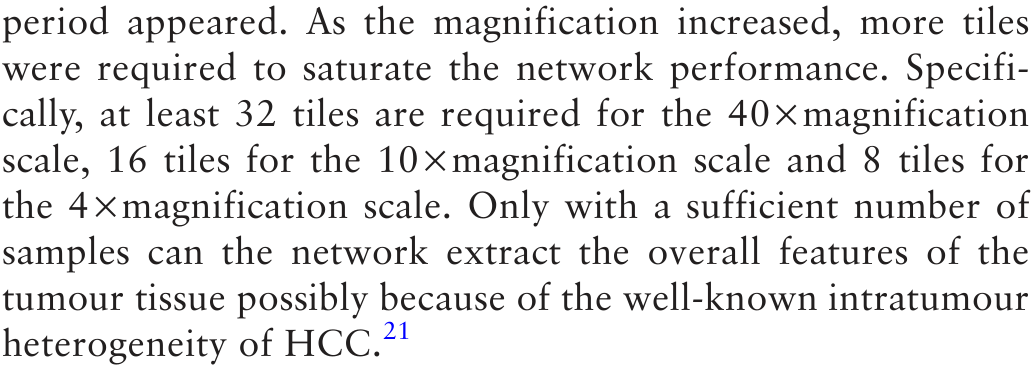 period appeared. As the magnification increased, more tiles
were required to saturate the network performance. Specifi-
cally, at least 32 tiles are required for the 40×magnification
scale, 16 tiles for the 10×magnification scale and 8 tiles for
the 4×magnification scale. Only with a sufficient number of
samples can the network extract the overall features of the
tumour tissue possibly because of the well-known intratumour
heterogeneity of HCC.21